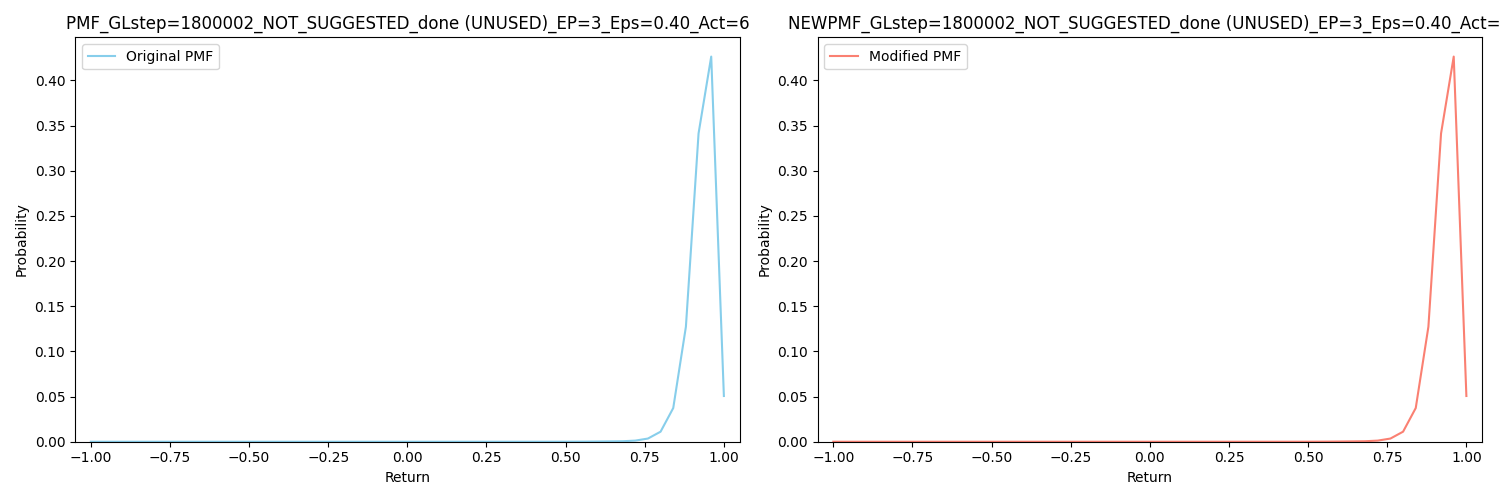 PMF_GLstep=1800002_NOT_SUGGESTED_done (UNUSED)_EP=3_Eps=0.40_Act=6
Original PMF
0.40
0.35
0.30
0.25
0.20
0.15
0.10
0.05
0.00
Probability
−1.00 −0.75 −0.50 −0.25 0.00 0.25 0.50 0.75 1.00
Return
NEWPMF_GLstep=1800002_NOT_SUGGESTED_done (UNUSED)_EP=3_Eps=0.40_Act=
Modified PMF
0.40
0.35
0.30
0.25
0.20
0.15
0.10
0.05
0.00
Probability
−1.00 −0.75 −0.50 −0.25 0.00 0.25 0.50 0.75 1.00
Return